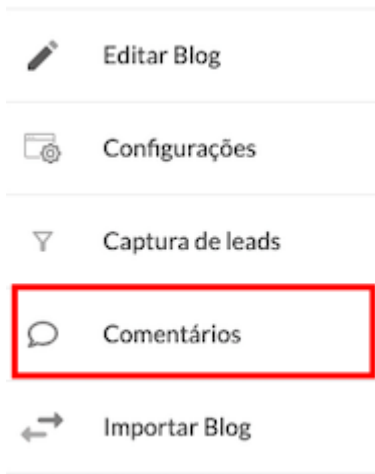 Editar Blog
Configurações
Captura de leads
Comentários
Importar Blog